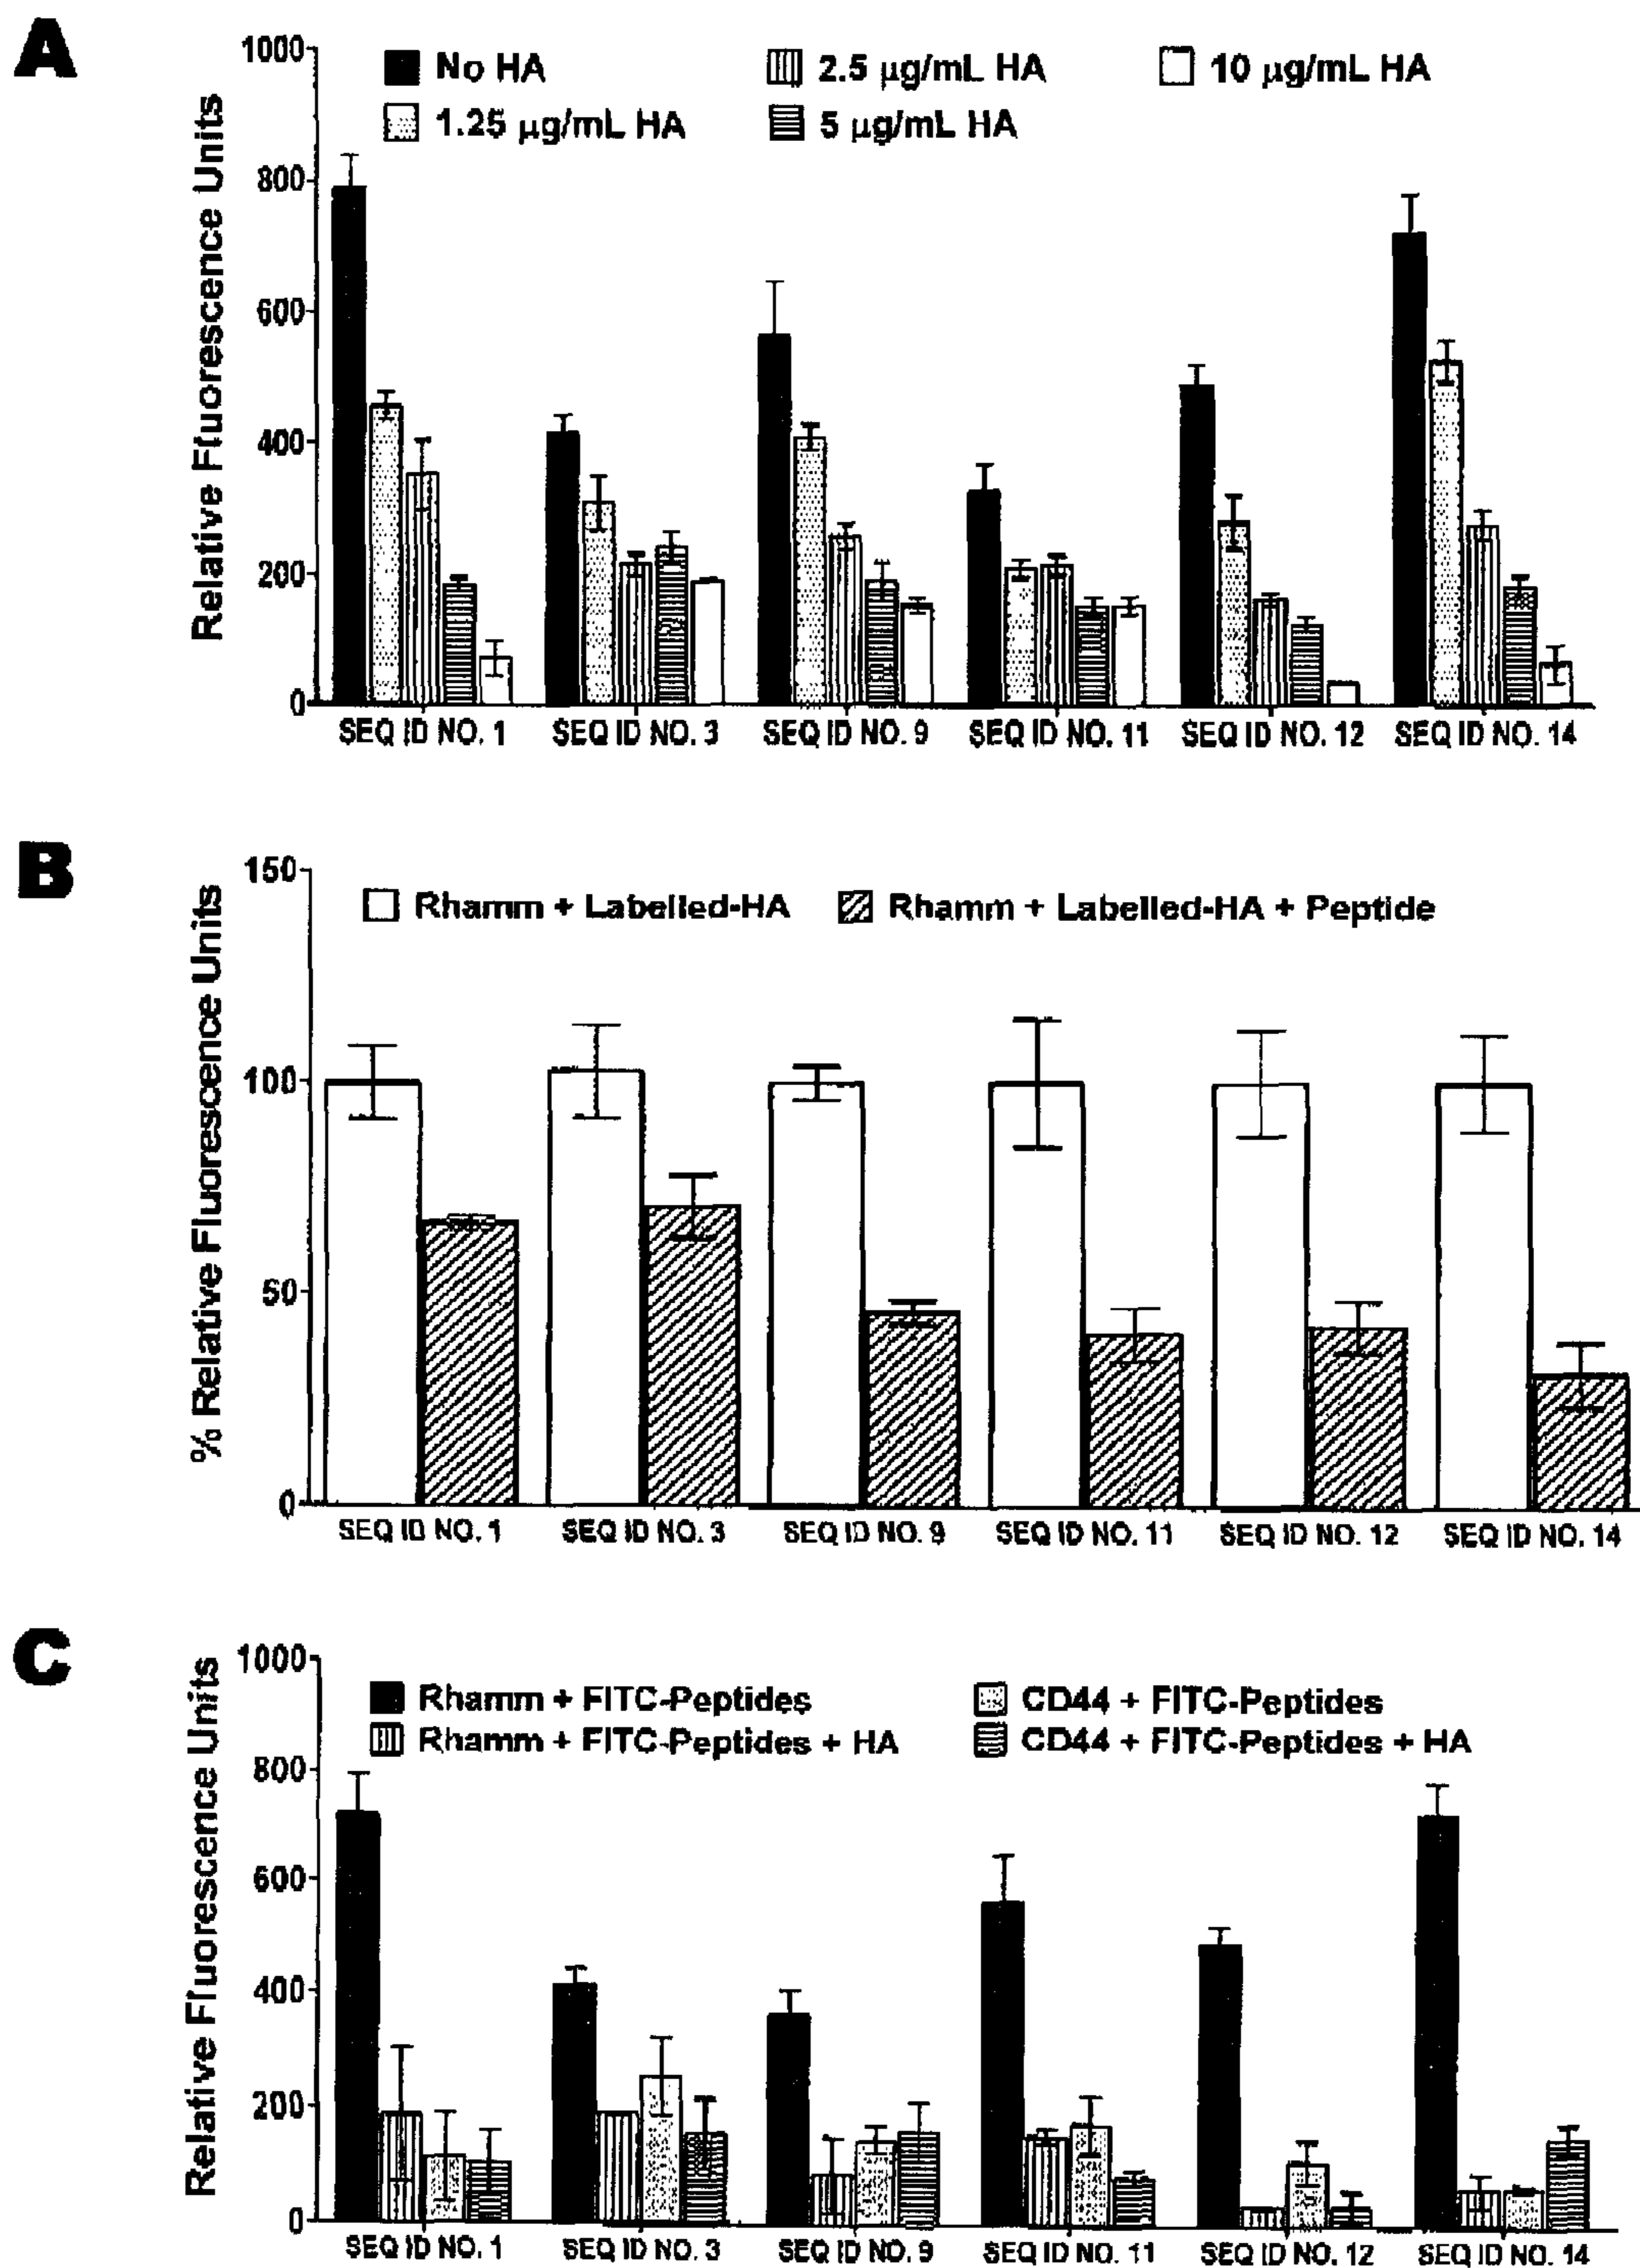 A
Relative Fluorescence Units
1000
800
600
400
200
0
No HA
2.5 µg/mL HA
10 µg/mL HA
1.25 µg/mL HA
5 µg/mL HA
SEQ ID NO. 1 SEQ ID NO. 3 SEQ ID NO. 9 SEQ ID NO. 11 SEQ ID NO. 12 SEQ ID NO. 14
B
% Relative Fluorescence Units
150
100
50
0
Rhamm + Labelled-HA
Rhamm + Labelled-HA + Peptide
SEQ ID NO. 1 SEQ ID NO. 3 SEQ ID NO. 9 SEQ ID NO. 11 SEQ ID NO. 12 SEQ ID NO. 14
C
Relative Fluorescence Units
1000
800
600
400
200
0
Rhamm + FITC-Peptides
CD44 + FITC-Peptides
Rhamm + FITC-Peptides + HA
CD44 + FITC-Peptides + HA
SEQ ID NO. 1 SEQ ID NO. 3 SEQ ID NO. 9 SEQ ID NO. 11 SEQ ID NO. 12 SEQ ID NO. 14